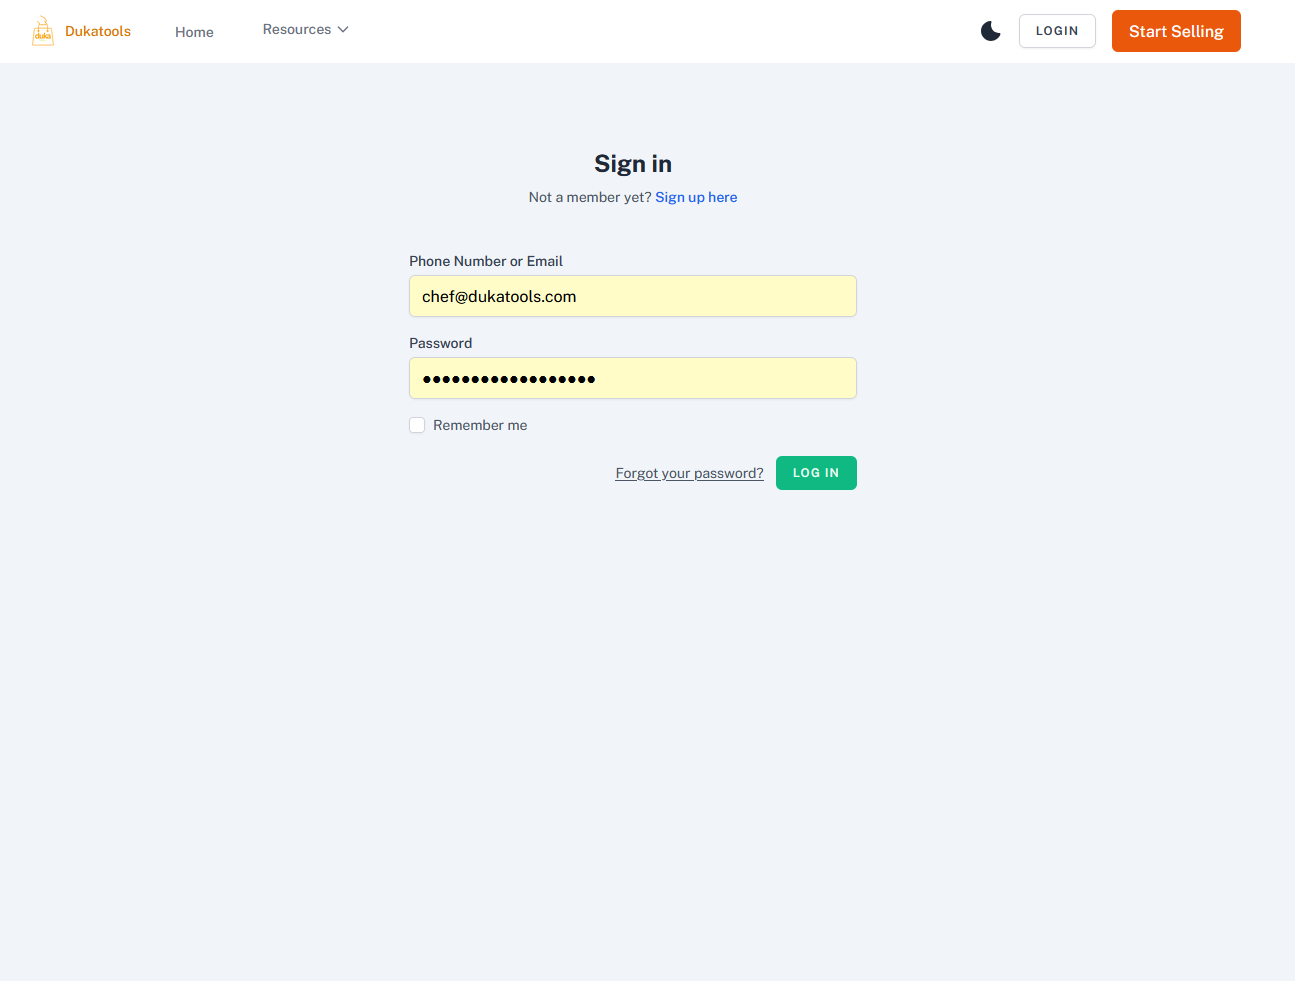 duka
Dukatools
Home
Resources
LOGIN
Start Selling
Sign in
Not a member yet? Sign up here
Phone Number or Email
chef@dukatools.com
Password
●●●●●●●●●●●●●●●●●●
Remember me
Forgot your password?
LOG IN